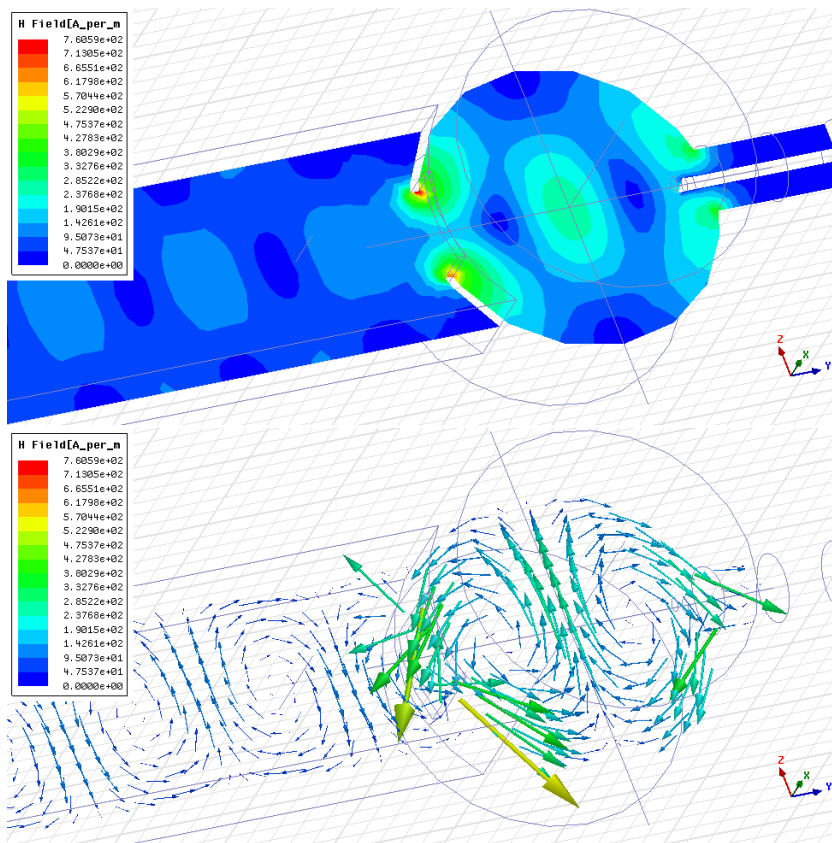 H Field[A_per_m
7.6059e+02
7.1305e+02
6.6551e+02
6.1798e+02
5.7044e+02
5.2290e+02
4.7537e+02
4.2783e+02
3.8029e+02
3.3276e+02
2.8522e+02
2.3768e+02
1.9015e+02
1.4261e+02
9.5073e+01
4.7537e+01
0.0000e+00
Z
X
Y
H Field[A_per_m
7.6059e+02
7.1305e+02
6.6551e+02
6.1798e+02
5.7044e+02
5.2290e+02
4.7537e+02
4.2783e+02
3.8029e+02
3.3276e+02
2.8522e+02
2.3768e+02
1.9015e+02
1.4261e+02
9.5073e+01
4.7537e+01
0.0000e+00
Z
X
Y